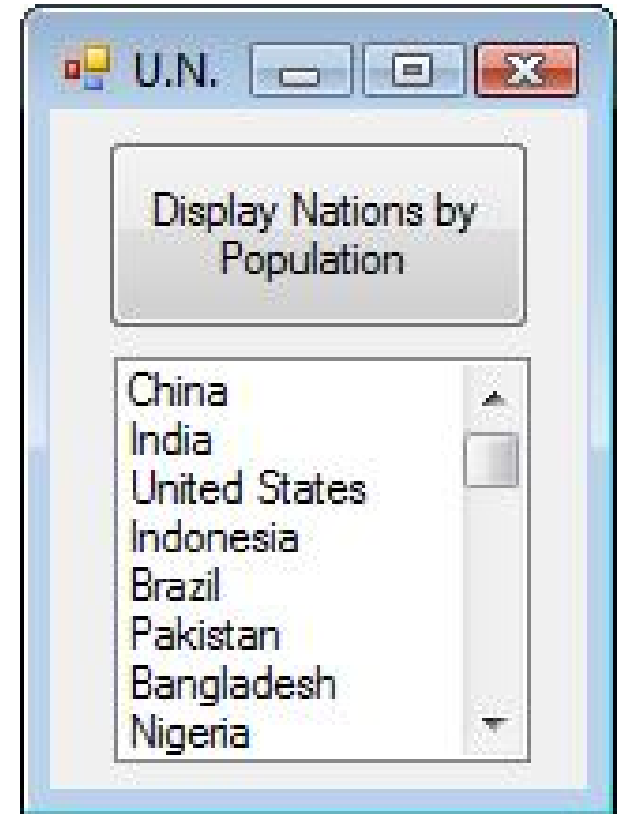 U.N.
Display Nations by
Population
China
India
United States
Indonesia
Brazil
Pakistan
Bangladesh
Nigeria